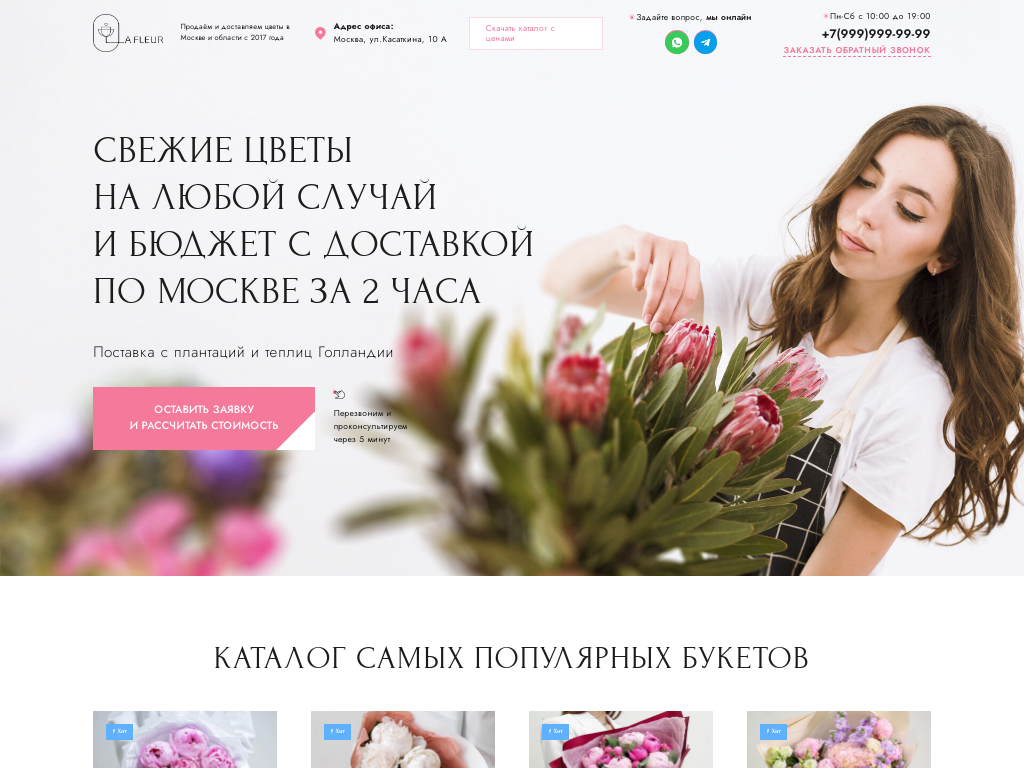 A FLEUR
Продаём и доставляем цветы в
Москве и области с 2017 года
Адрес офиса:
Москва, ул.Касаткина, 10 А
Скачать каталог с
ценами
Задайте вопрос, мы онлайн
Пн-Сб с 10:00 до 19:00
+7(999)999-99-99
ЗАКАЗАТЬ ОБРАТНЫЙ ЗВОНОК
СВЕЖИЕ ЦВЕТЫ
НА ЛЮБОЙ СЛУЧАЙ
И БЮДЖЕТ С ДОСТАВКОЙ
ПО МОСКВЕ ЗА 2 ЧАСА
Поставка с плантаций и теплиц Голландии
ОСТАВИТЬ ЗАЯВКУ
И РАССЧИТАТЬ СТОИМОСТЬ
Перезвоним и
проконсультируем
через 5 минут
КАТАЛОГ САМЫХ ПОПУЛЯРНЫХ БУКЕТОВ
Хит
Хит
Хит
Хит